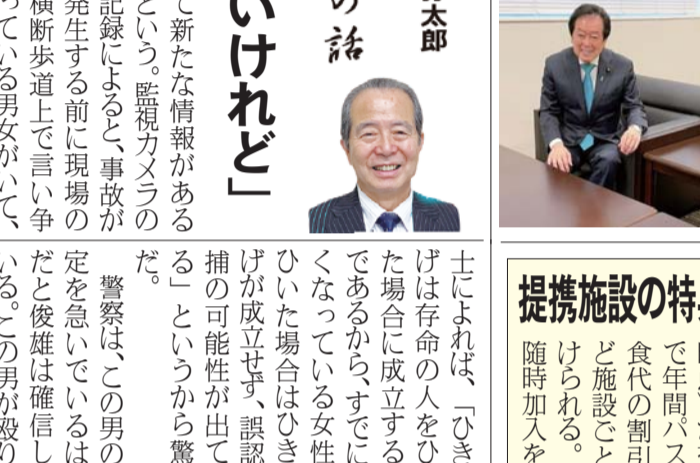 太郎
の話
いけれど」
て新たな情報がある
という。監視カメラの
記録によると、事故が
発生する前に現場の
横断歩道上で言い争
っている男女がいて、
士によれば、「ひき
げは存命の人をひ
た場合に成立する
であるから、すでに
くなっている女性
ひいた場合はひき
げが成立せず、誤認
捕の可能性が出て
る」というから驚
だ。
警察は、この男の
定を急いでいるは
だと俊雄は確信し
いる。この男が殴り
提携施設の特
で年間パス
食代の割引
ど施設ごと
けられる。
随時加入を